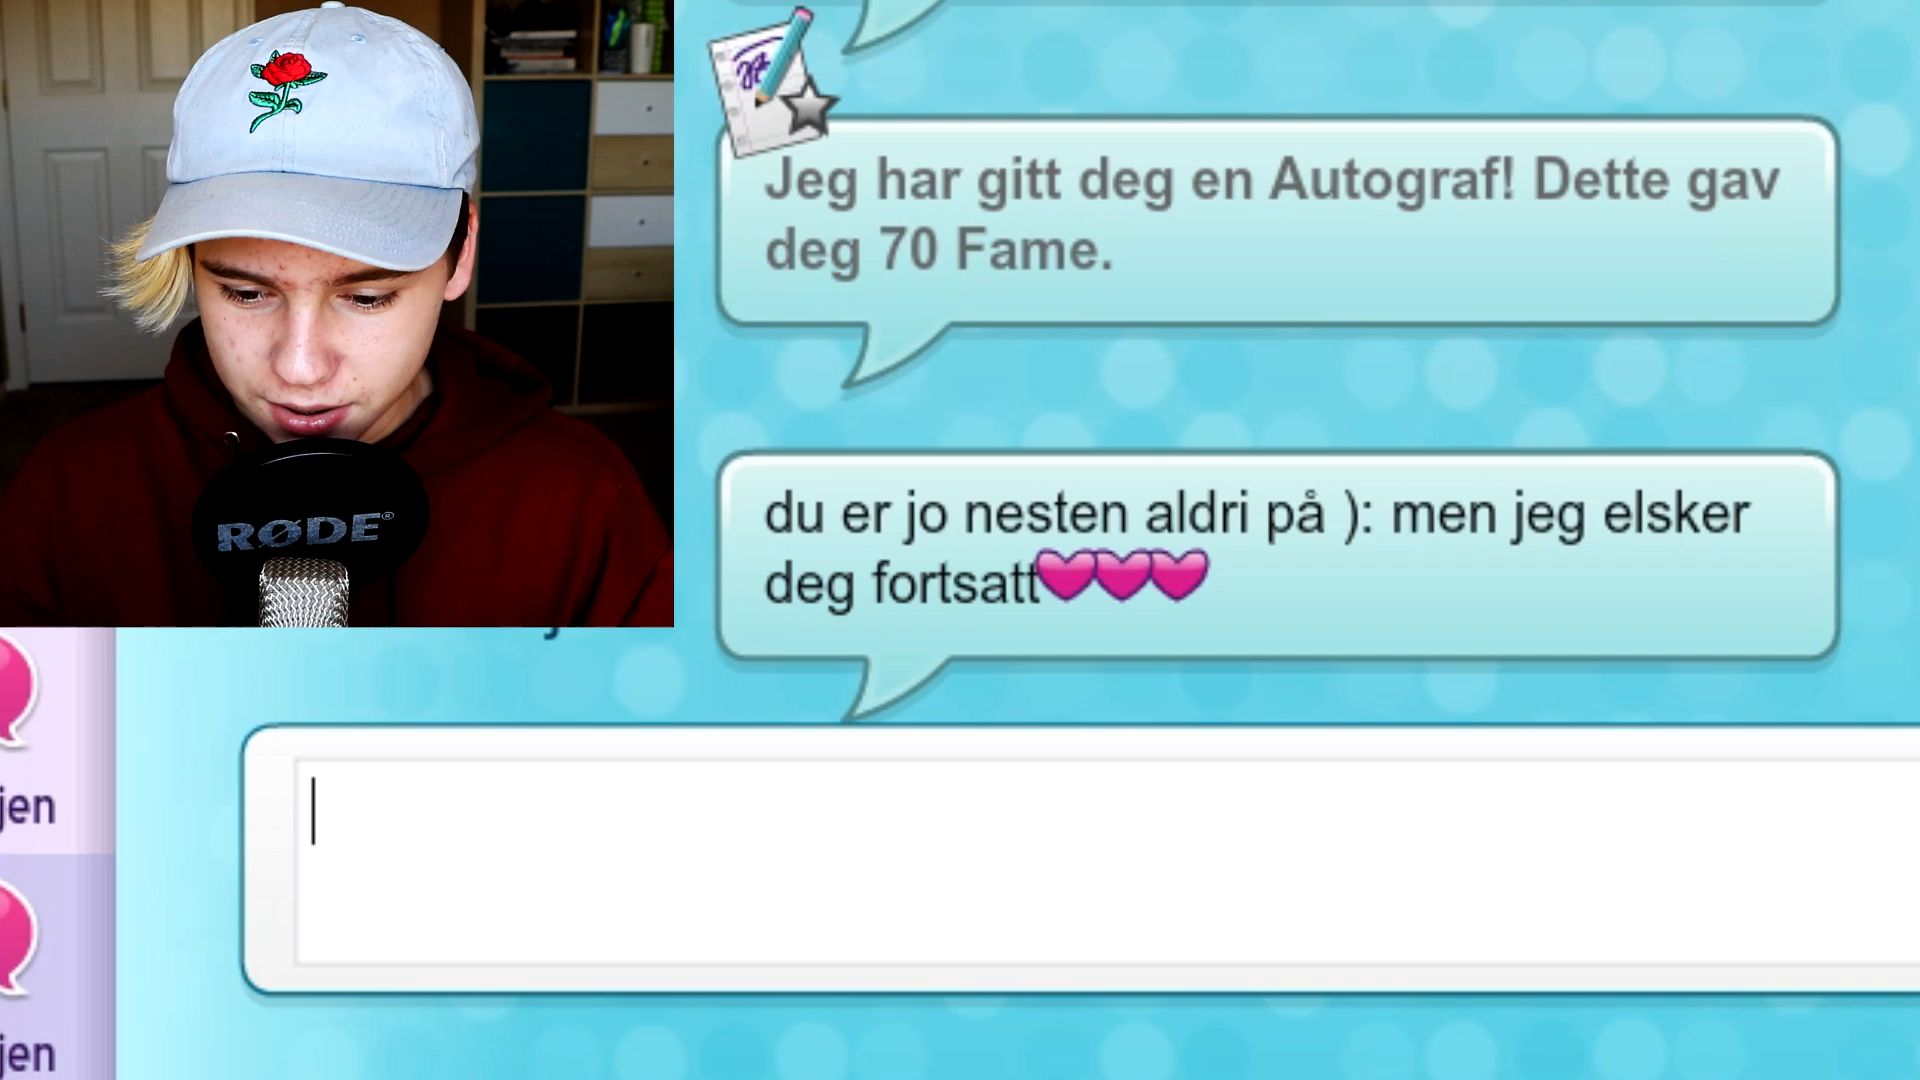 Jeg har gitt deg en Autograf! Dette gav
deg 70 Fame.
du er jo nesten aldri på ): men jeg elsker
deg fortsatt
RØDE®
jen
jen